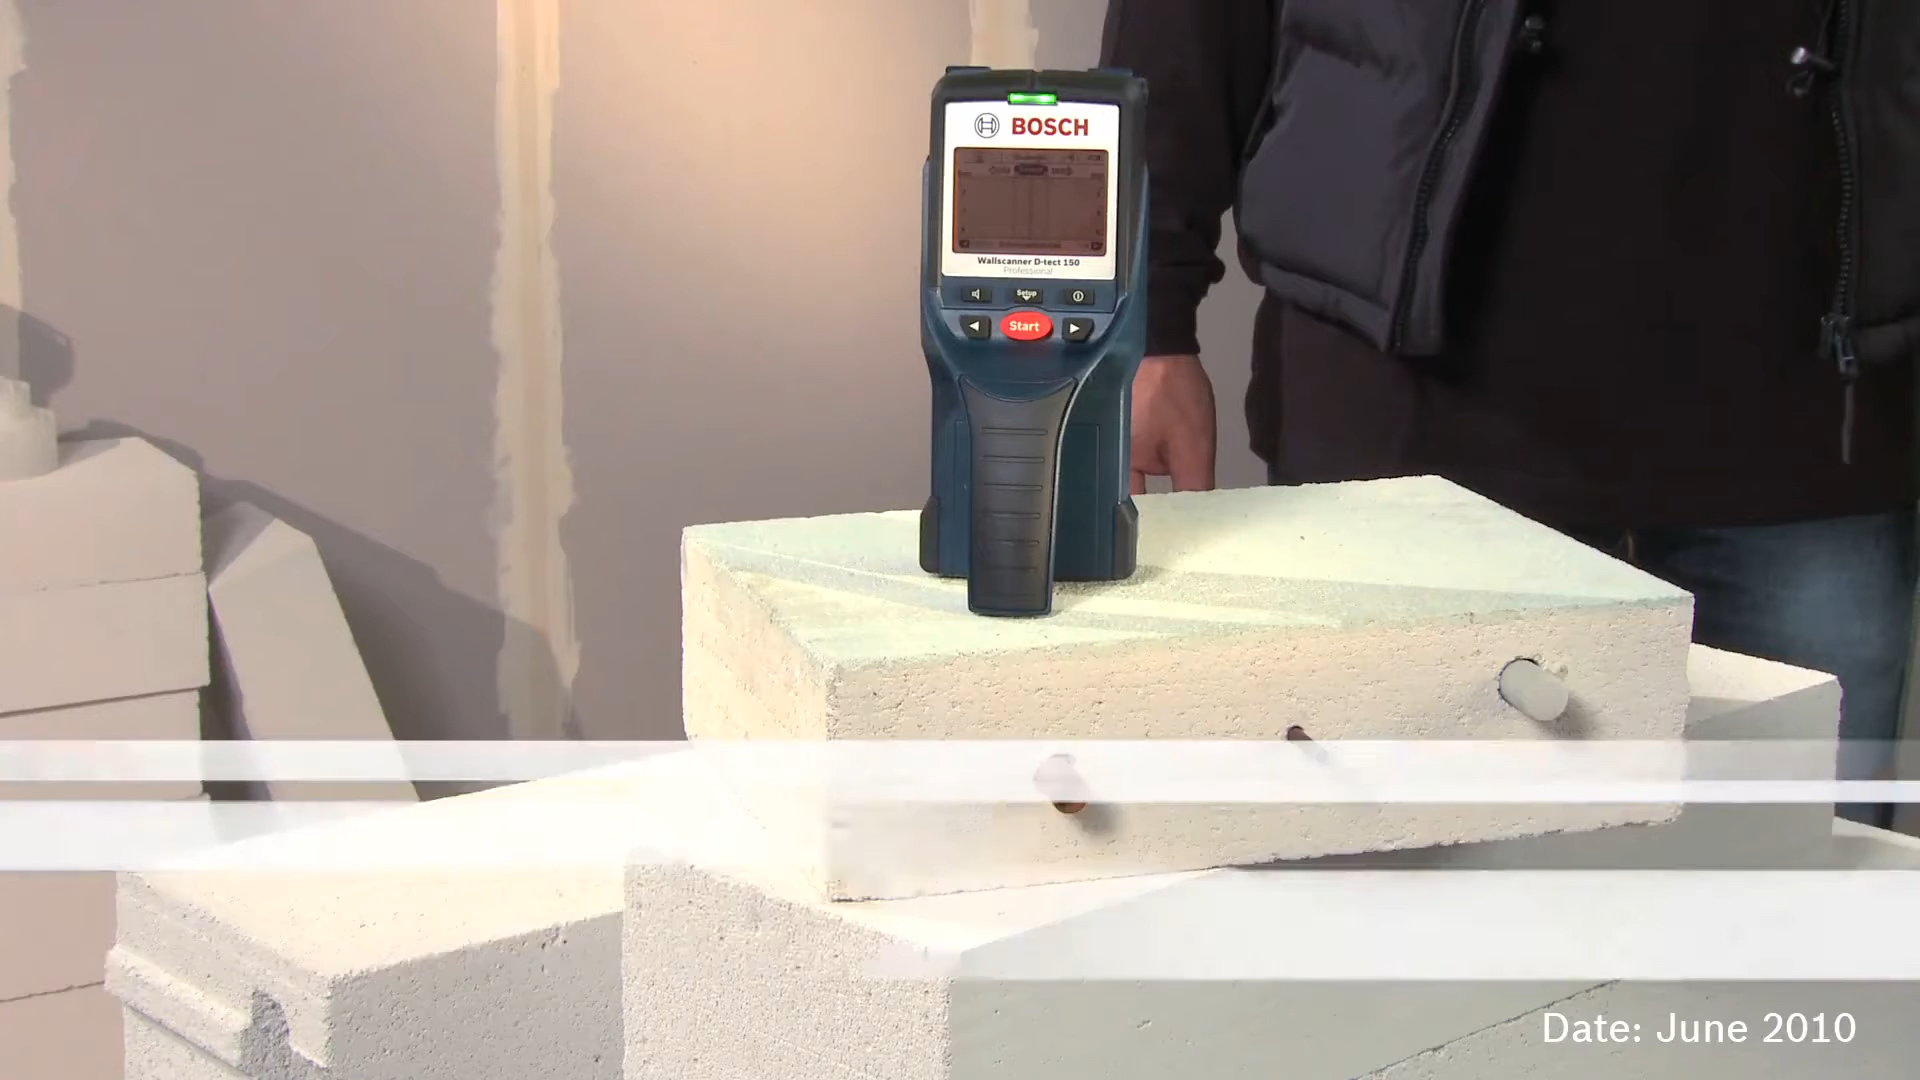 BOSCH
Wallscanner D-tect 150
Professional
Setup
Start
Date: June 2010